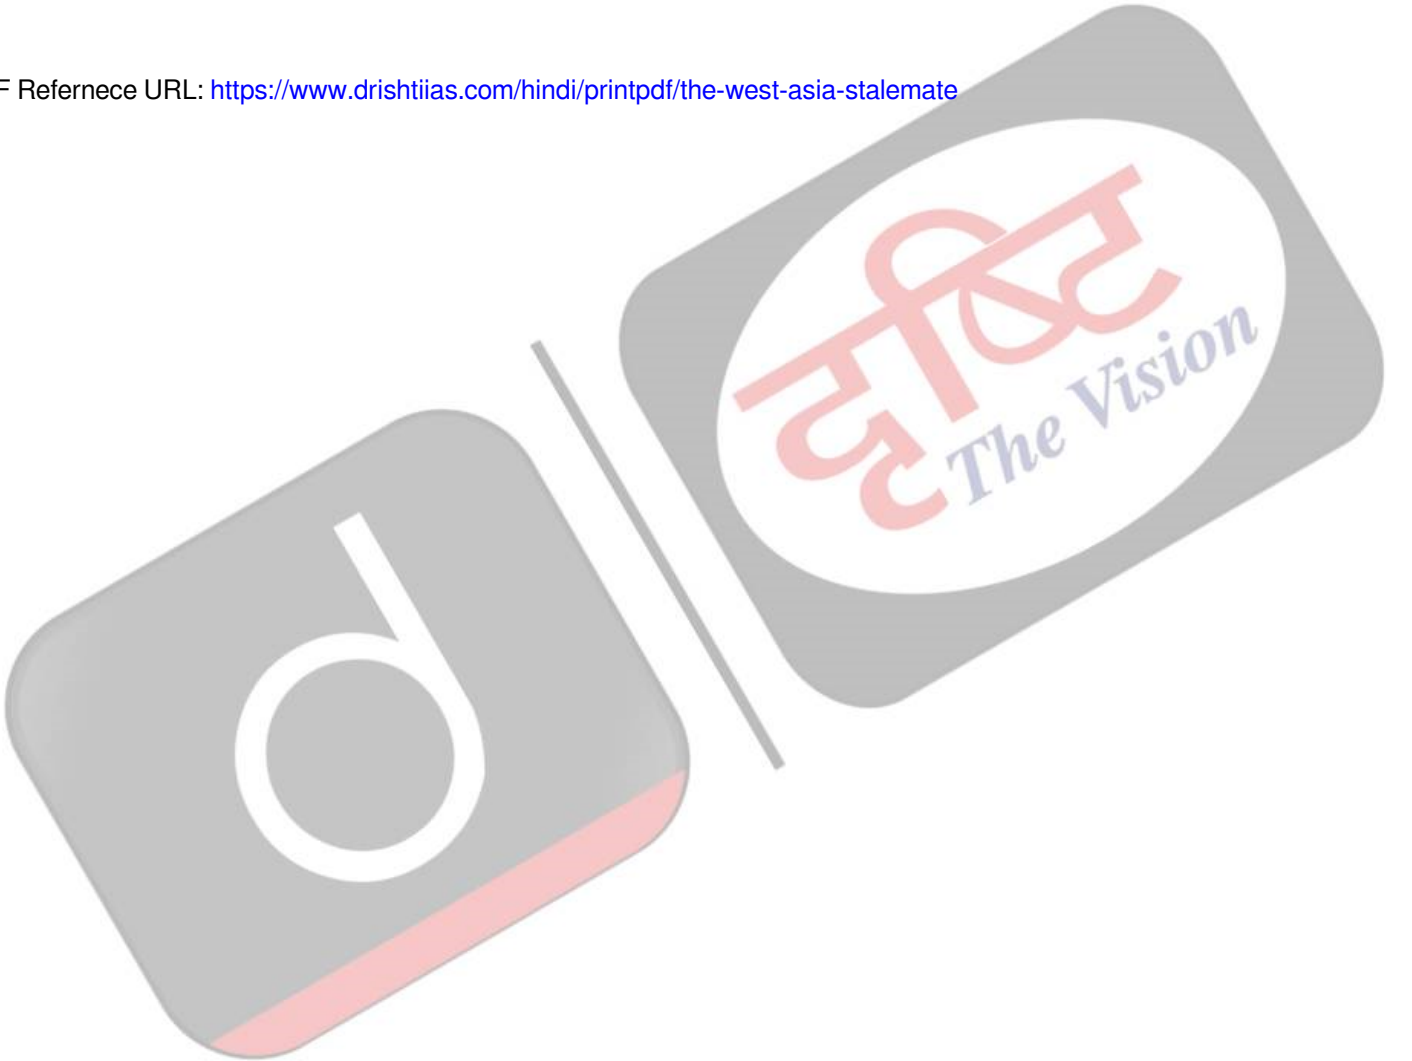 F Refernece URL: https://www.drishtiias.com/hindi/printpdf/the-west-asia-stalemate
दृष्टि
The Vision
d